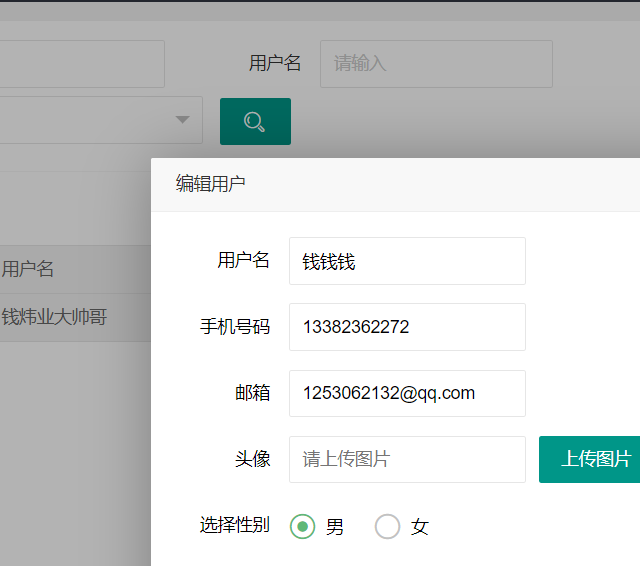 用户名 请输入
编辑用户
用户名
钱炜业大帅哥
用户名 钱钱钱
手机号码 13382362272
邮箱 1253062132@qq.com
头像 请上传图片 上传图片
选择性别 男 女